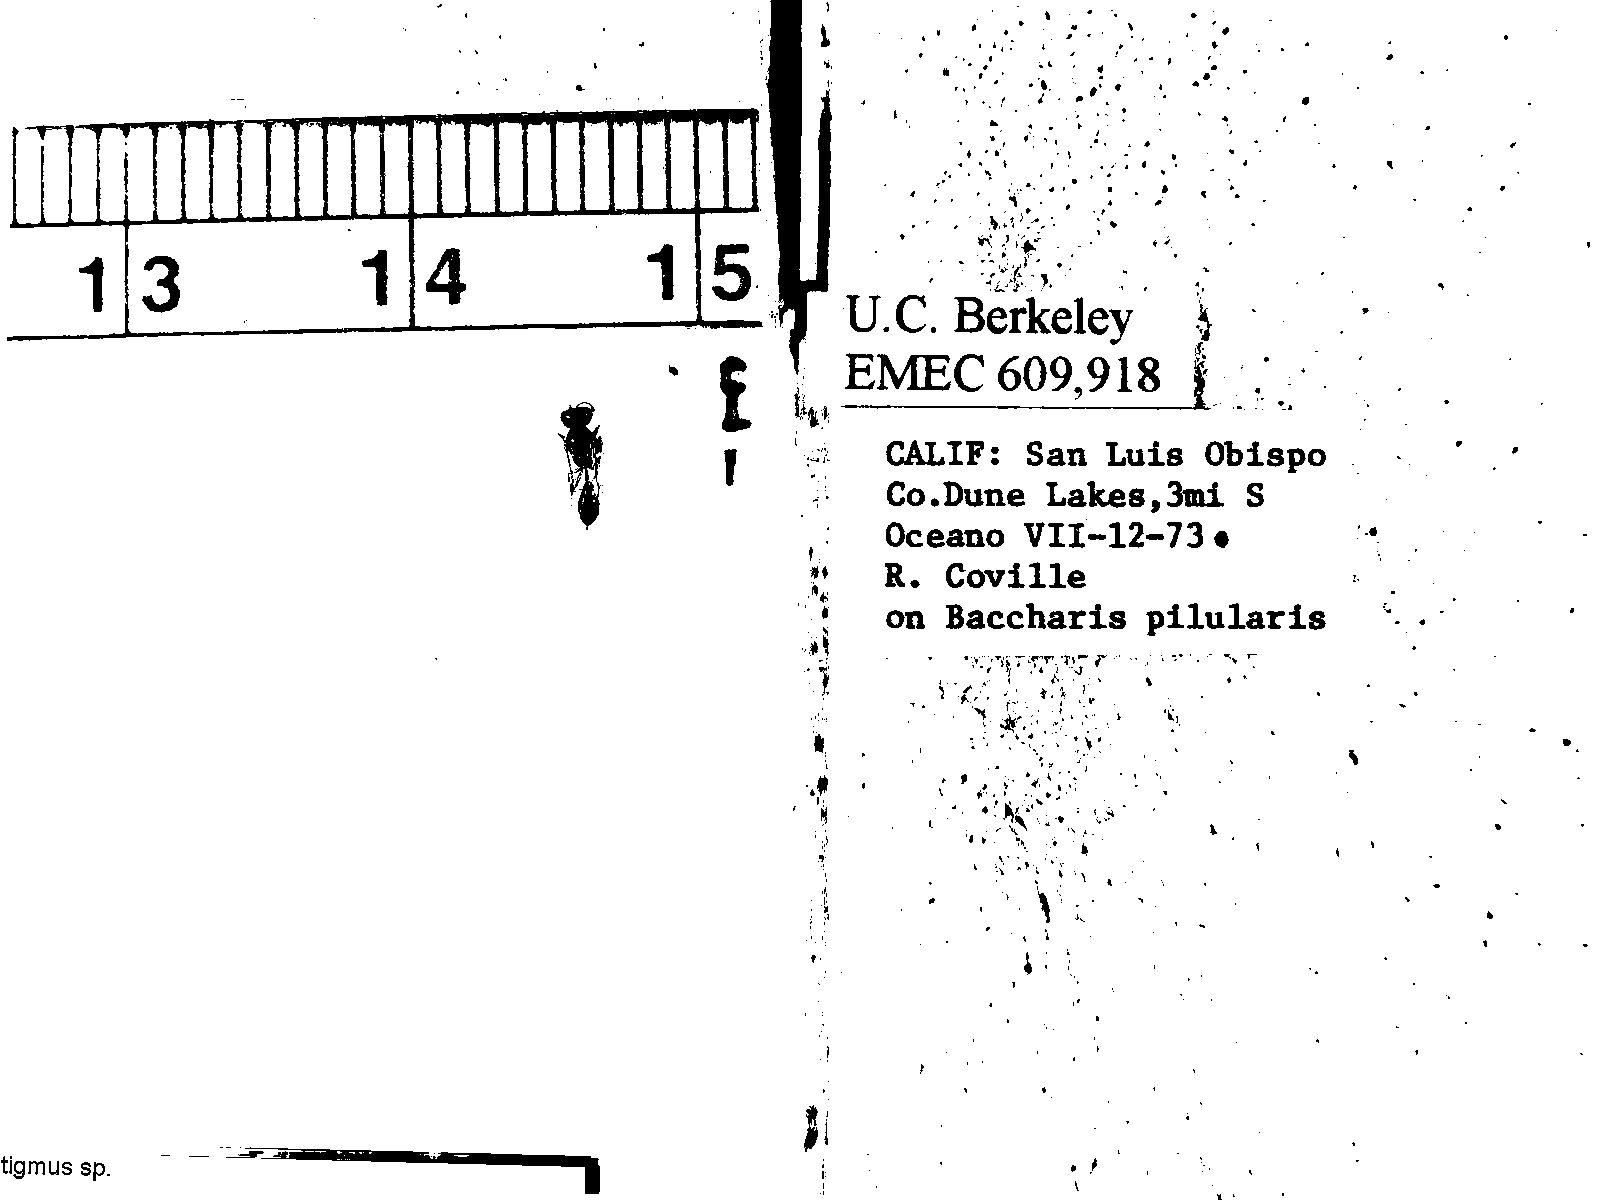 13 14 15
U.C. Berkeley
EMEC 609,918
CALIF: San Luis Obispo
Co.Dune Lakes,3mi S
Oceano VII-12-73
R. Coville
on Baccharis pilularis
tigmus sp.